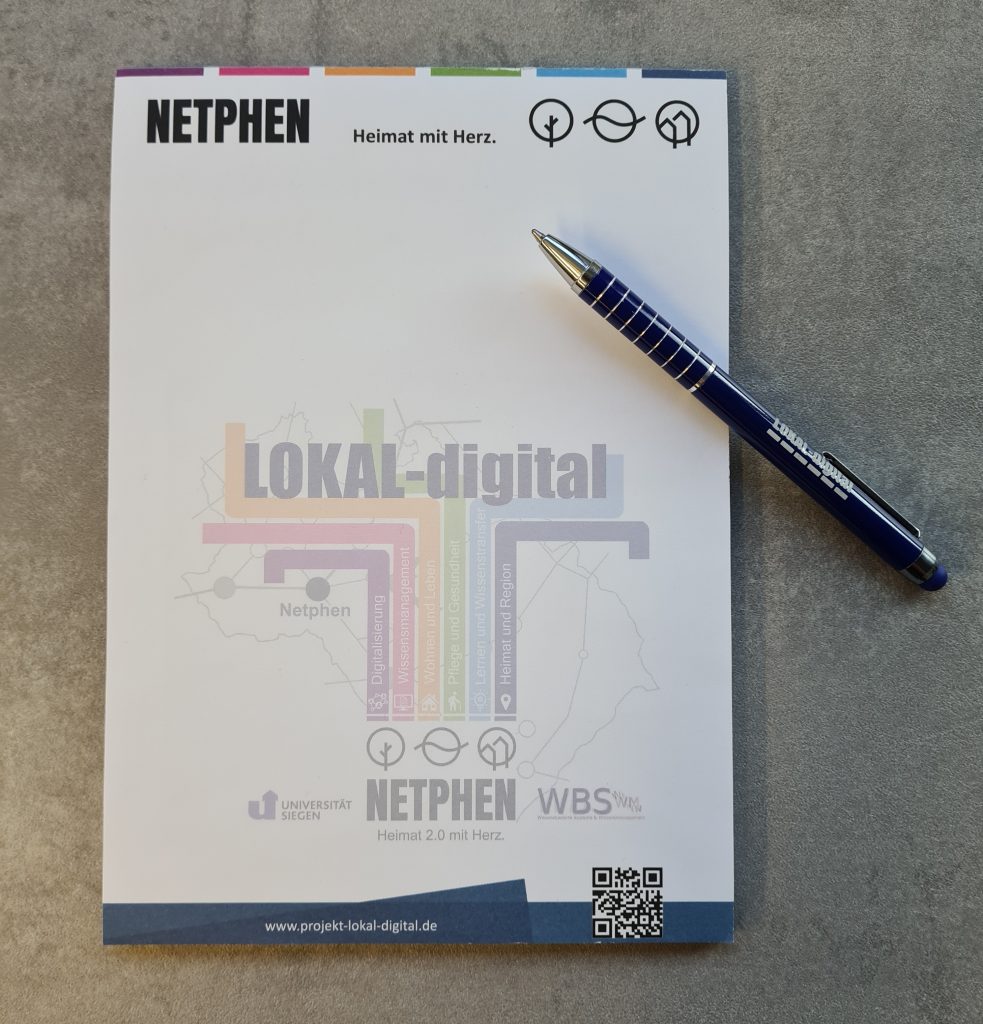 NETPHEN
Heimat mit Herz.
LOKAL-digital
LOKAL-digital
Netphen
Digitalisierung
Wissensmanagement
Wohnen und Leben
Pflege und Gesundheit
Lernen und Wissenstransfer
Heimat und Region
UNIVERSITÄT
SIEGEN
NETPHEN
Heimat 2.0 mit Herz.
WBS
www.projekt-lokal-digital.de